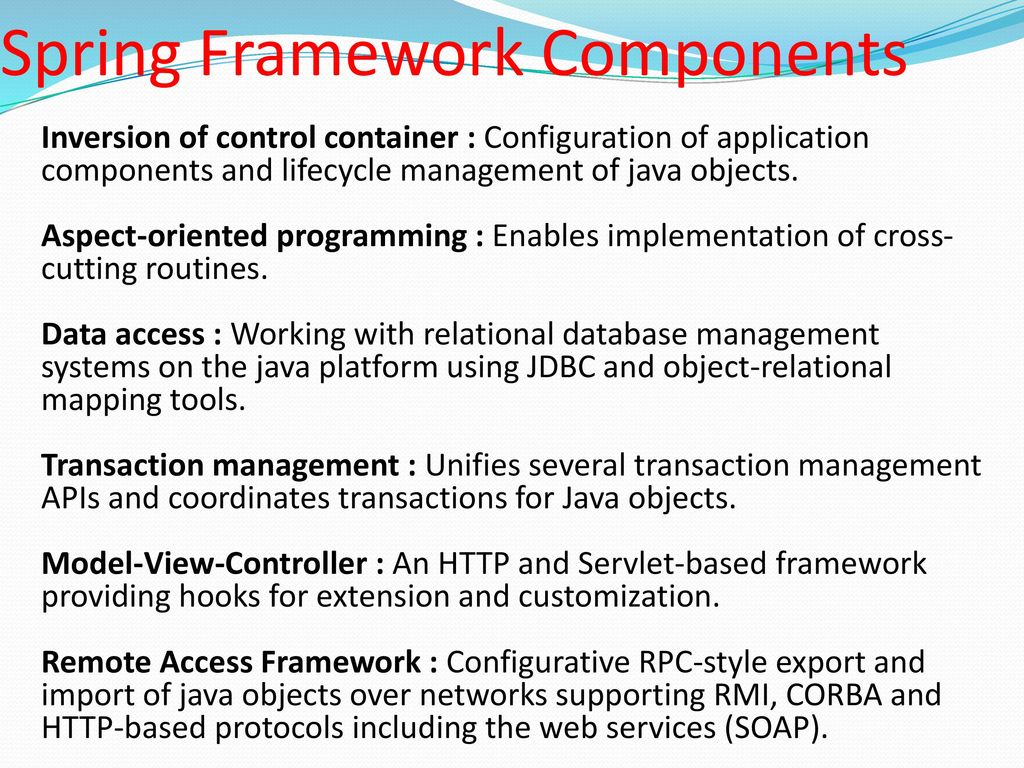 Spring Framework Components
Inversion of control container : Configuration of application
components and lifecycle management of java objects.
Aspect-oriented programming : Enables implementation of cross-
cutting routines.
Data access : Working with relational database management
systems on the java platform using JDBC and object-relational
mapping tools.
Transaction management : Unifies several transaction management
APIs and coordinates transactions for Java objects.
Model-View-Controller : An HTTP and Servlet-based framework
providing hooks for extension and customization.
Remote Access Framework : Configurative RPC-style export and
import of java objects over networks supporting RMI, CORBA and
HTTP-based protocols including the web services (SOAP).